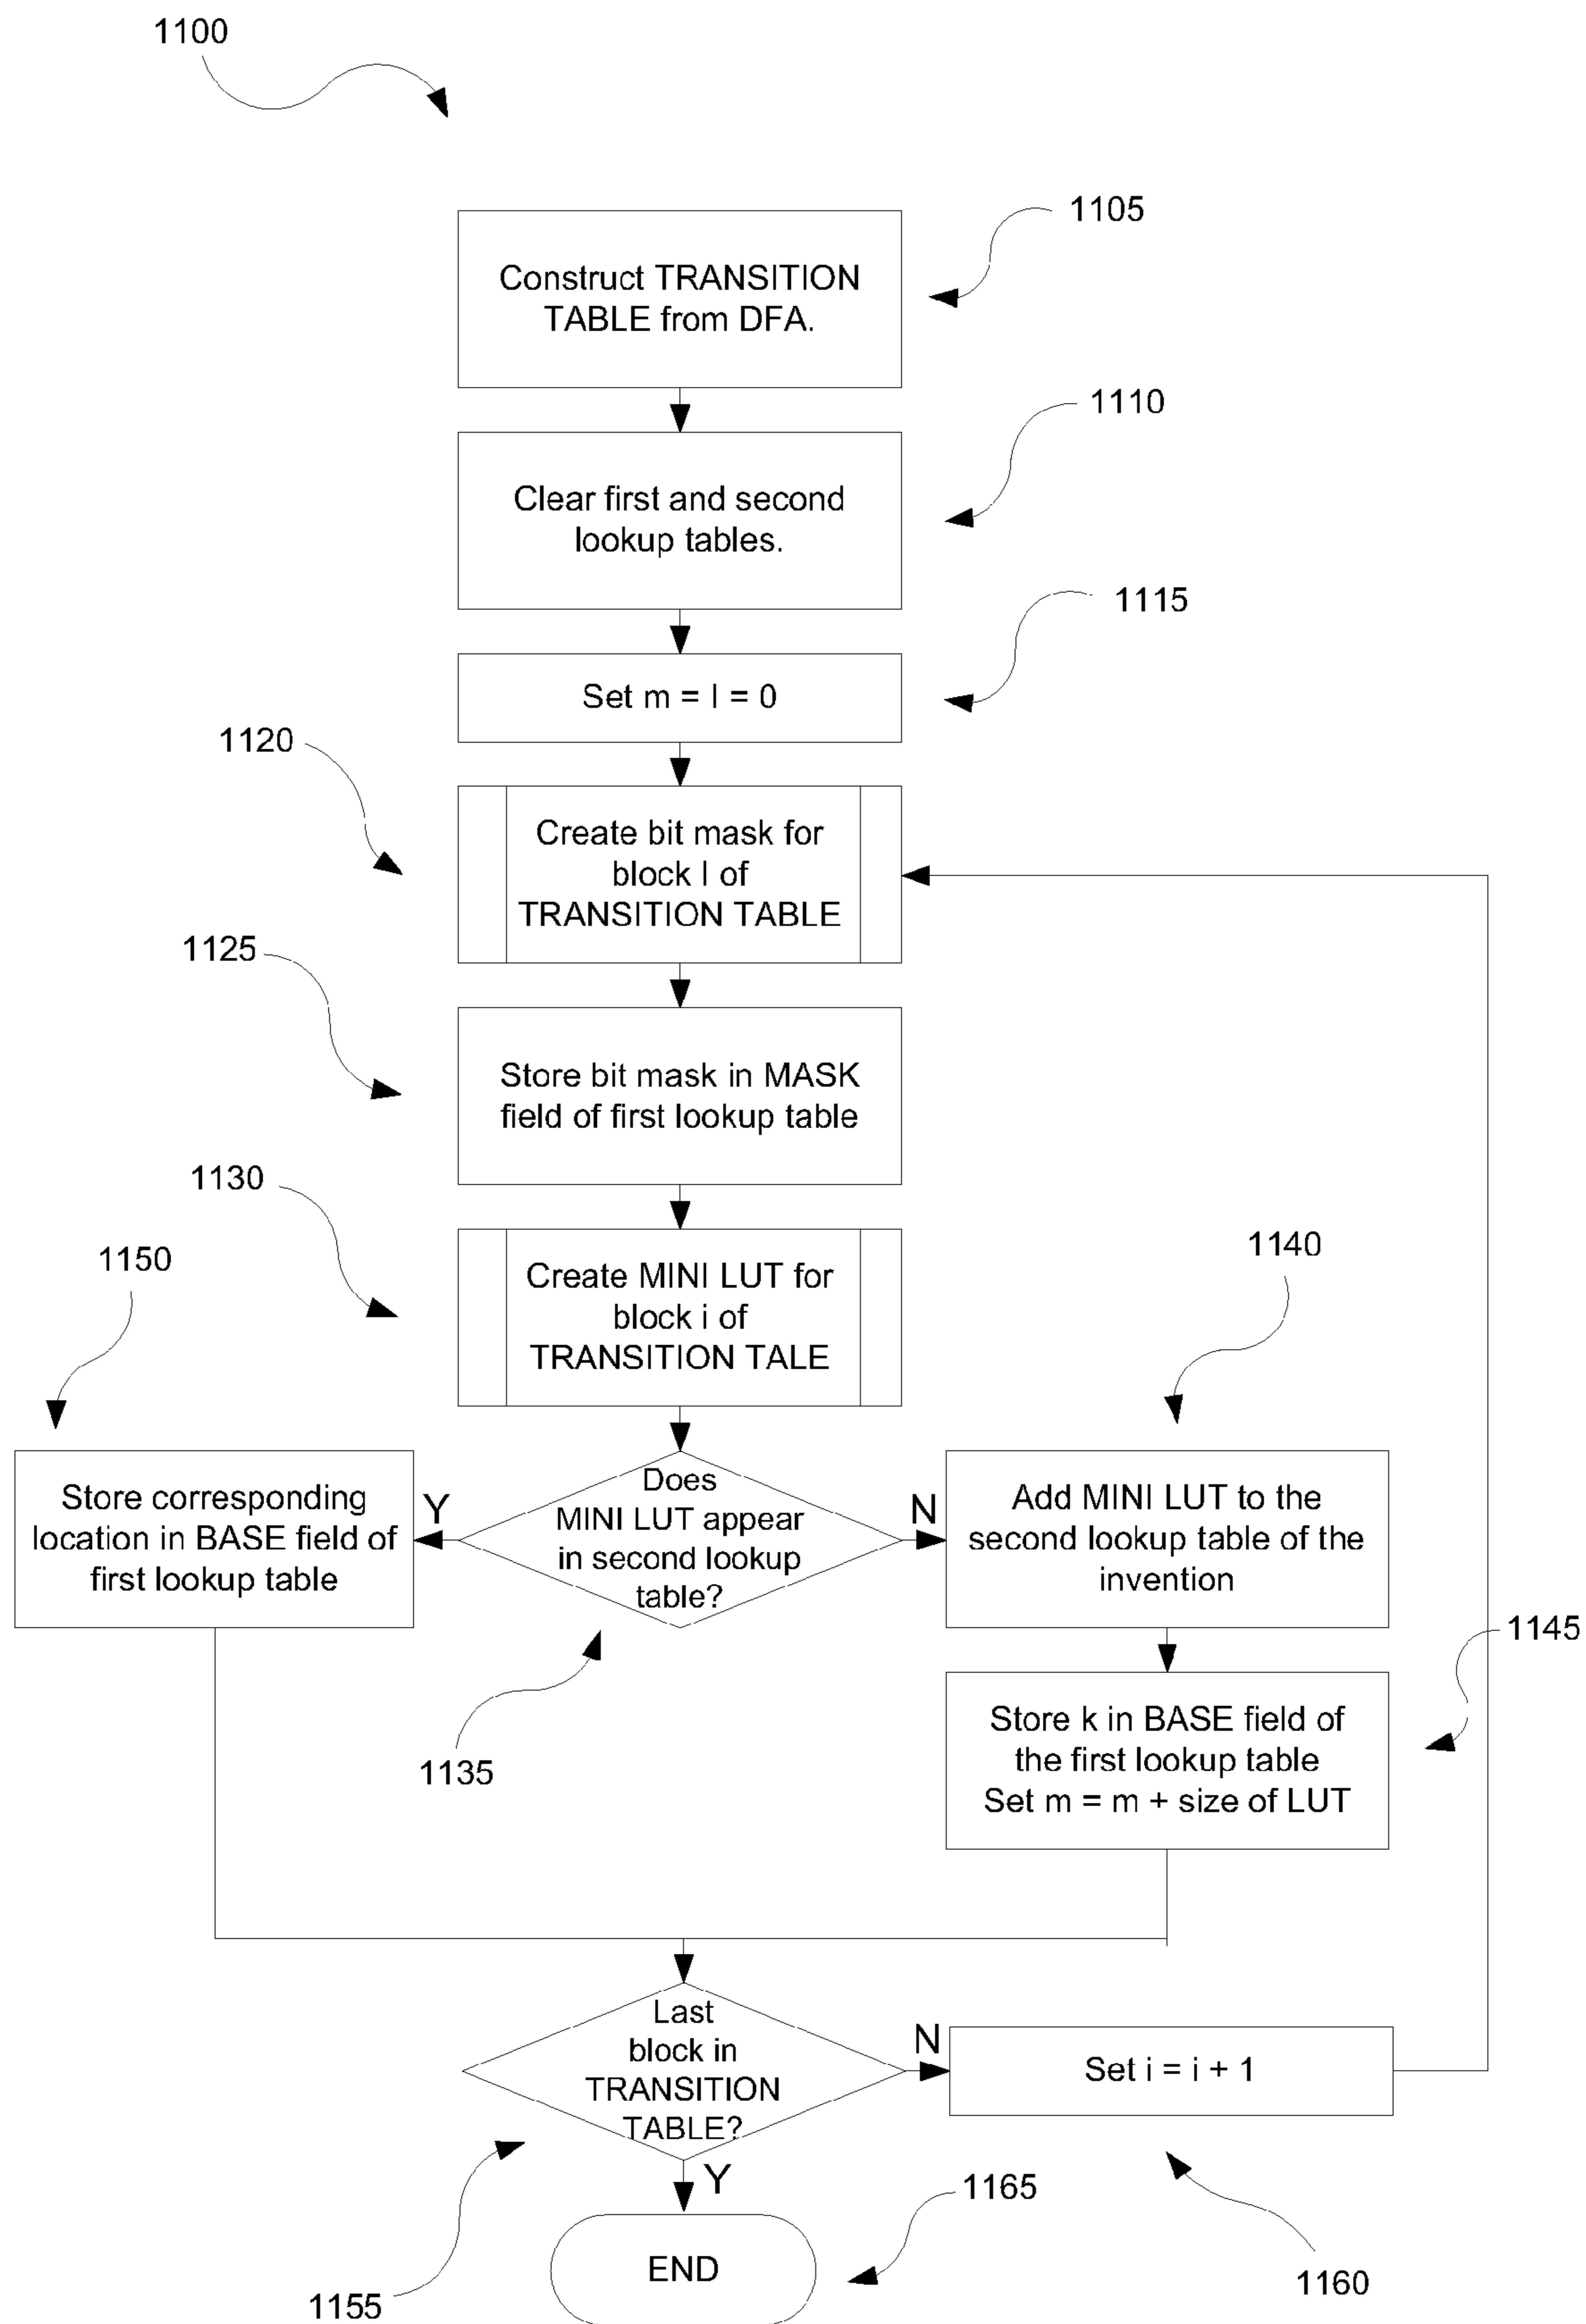 1100
1105
Construct TRANSITION
TABLE from DFA.
1110
Clear first and second
lookup tables.
1115
Set m = I = 0
1120
Create bit mask for
block I of
TRANSITION TABLE
1125
Store bit mask in MASK
field of first lookup table
1130
Create MINI LUT for
block i of
TRANSITION TALE
1150
1140
Store corresponding
location in BASE field of
first lookup table
Y
Does
MINI LUT appear
in second lookup
table?
N
Add MINI LUT to the
second lookup table of the
invention
1145
1135
Store k in BASE field of
the first lookup table
Set m = m + size of LUT
Last
block in
TRANSITION
TABLE?
N
Set i = i + 1
Y
1165
END
1155
1160